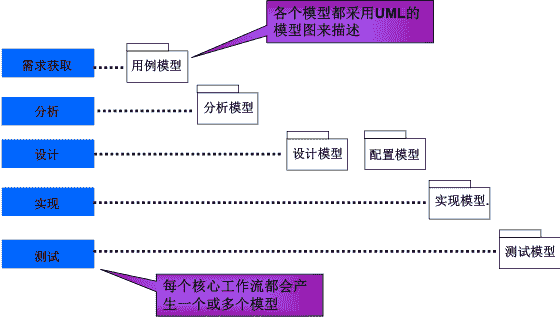 各个模型都采用UML的
模型图来描述
需求获取
用例模型
分析
分析模型
设计
设计模型
配置模型
实现
实现模型.
测试
测试模型
每个核心工作流都会产
生一个或多个模型